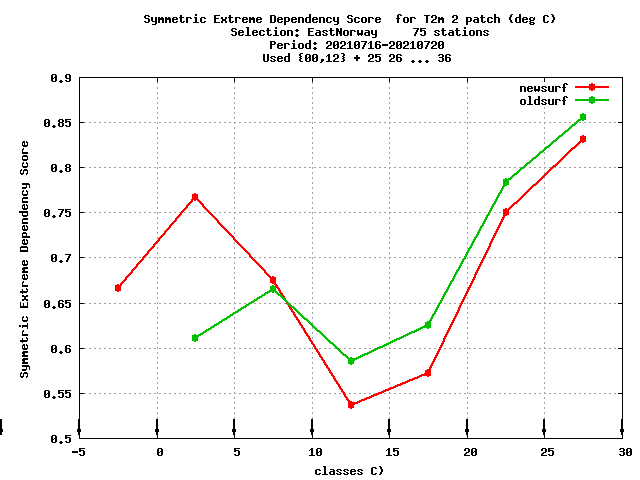 Symmetric Extreme Dependency Score  for T2m 2 patch (deg C)
Selection: EastNorway     75 stations
Period: 20210716-20210720
Used {00,12} + 25 26 ... 36
newsurf
oldsurf
Symmetric Extreme Dependency Score
0.9
0.85
0.8
0.75
0.7
0.65
0.6
0.55
0.5
-5 0 5 10 15 20 25 30
classes C)